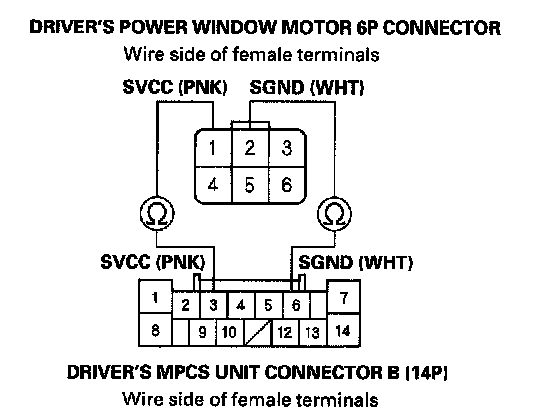 DRIVER'S POWER WINDOW MOTOR 6P CONNECTOR
Wire side of female terminals
SVCC (PNK) SGND (WHT)
1 2 3
4 5 6
Ω Ω
SVCC (PNK) SGND (WHT)
1 2 3 4 5 6 7
8 9 10 12 13 14
DRIVER'S MPCS UNIT CONNECTOR B (14P)
Wire side of female terminals